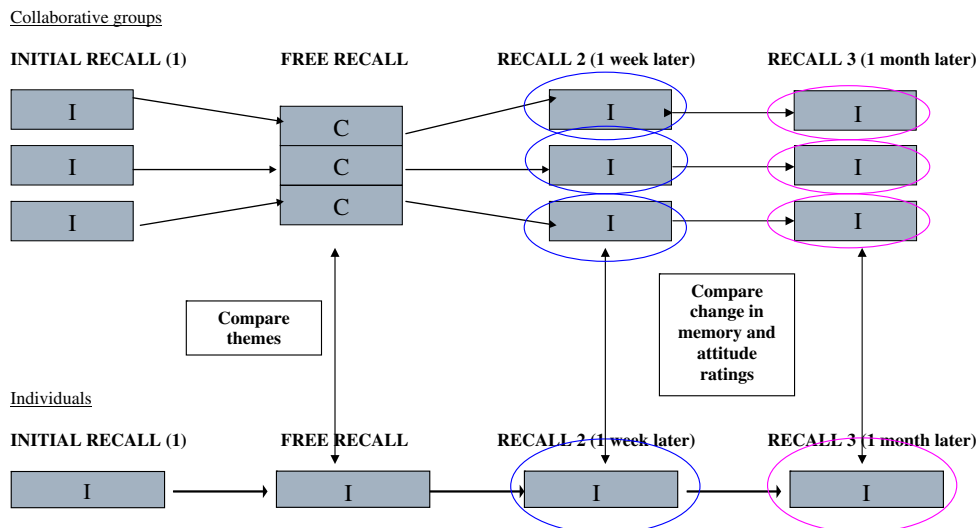 Collaborative groups
INITIAL RECALL (1) FREE RECALL RECALL 2 (1 week later) RECALL 3 (1 month later)
I C I I
I C I I
I C I I
Compare
themes
Compare
change in
memory and
attitude
ratings
Individuals
INITIAL RECALL (1) FREE RECALL RECALL 2 (1 week later) RECALL 3 (1 month later)
I I I I